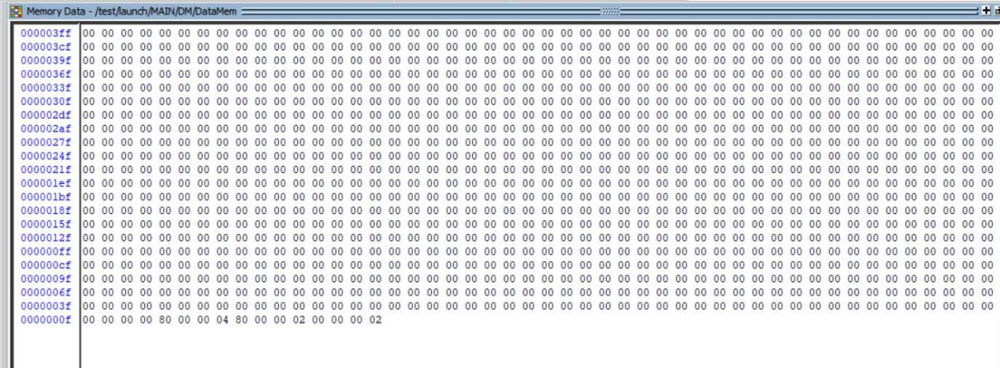 Memory Data - /test/launch/MAIN/DM/DataMem
000003ff 00 00 00 00 00 00 00 00 00 00 00 00 00 00 00 00 00 00 00 00 00 00 00 00 00 00 00 00 00 00 00 00 00 00 00 00 00 00 00 00 00 00 00 00 00 00 00 00
000003cf 00 00 00 00 00 00 00 00 00 00 00 00 00 00 00 00 00 00 00 00 00 00 00 00 00 00 00 00 00 00 00 00 00 00 00 00 00 00 00 00 00 00 00 00 00 00 00 00
0000039f 00 00 00 00 00 00 00 00 00 00 00 00 00 00 00 00 00 00 00 00 00 00 00 00 00 00 00 00 00 00 00 00 00 00 00 00 00 00 00 00 00 00 00 00 00 00 00 00
0000036f 00 00 00 00 00 00 00 00 00 00 00 00 00 00 00 00 00 00 00 00 00 00 00 00 00 00 00 00 00 00 00 00 00 00 00 00 00 00 00 00 00 00 00 00 00 00 00 00
0000033f 00 00 00 00 00 00 00 00 00 00 00 00 00 00 00 00 00 00 00 00 00 00 00 00 00 00 00 00 00 00 00 00 00 00 00 00 00 00 00 00 00 00 00 00 00 00 00 00
0000030f 00 00 00 00 00 00 00 00 00 00 00 00 00 00 00 00 00 00 00 00 00 00 00 00 00 00 00 00 00 00 00 00 00 00 00 00 00 00 00 00 00 00 00 00 00 00 00 00
000002df 00 00 00 00 00 00 00 00 00 00 00 00 00 00 00 00 00 00 00 00 00 00 00 00 00 00 00 00 00 00 00 00 00 00 00 00 00 00 00 00 00 00 00 00 00 00 00 00
000002af 00 00 00 00 00 00 00 00 00 00 00 00 00 00 00 00 00 00 00 00 00 00 00 00 00 00 00 00 00 00 00 00 00 00 00 00 00 00 00 00 00 00 00 00 00 00 00 00
0000027f 00 00 00 00 00 00 00 00 00 00 00 00 00 00 00 00 00 00 00 00 00 00 00 00 00 00 00 00 00 00 00 00 00 00 00 00 00 00 00 00 00 00 00 00 00 00 00 00
0000024f 00 00 00 00 00 00 00 00 00 00 00 00 00 00 00 00 00 00 00 00 00 00 00 00 00 00 00 00 00 00 00 00 00 00 00 00 00 00 00 00 00 00 00 00 00 00 00 00
0000021f 00 00 00 00 00 00 00 00 00 00 00 00 00 00 00 00 00 00 00 00 00 00 00 00 00 00 00 00 00 00 00 00 00 00 00 00 00 00 00 00 00 00 00 00 00 00 00 00
000001ef 00 00 00 00 00 00 00 00 00 00 00 00 00 00 00 00 00 00 00 00 00 00 00 00 00 00 00 00 00 00 00 00 00 00 00 00 00 00 00 00 00 00 00 00 00 00 00 00
000001bf 00 00 00 00 00 00 00 00 00 00 00 00 00 00 00 00 00 00 00 00 00 00 00 00 00 00 00 00 00 00 00 00 00 00 00 00 00 00 00 00 00 00 00 00 00 00 00 00
0000018f 00 00 00 00 00 00 00 00 00 00 00 00 00 00 00 00 00 00 00 00 00 00 00 00 00 00 00 00 00 00 00 00 00 00 00 00 00 00 00 00 00 00 00 00 00 00 00 00
0000015f 00 00 00 00 00 00 00 00 00 00 00 00 00 00 00 00 00 00 00 00 00 00 00 00 00 00 00 00 00 00 00 00 00 00 00 00 00 00 00 00 00 00 00 00 00 00 00 00
0000012f 00 00 00 00 00 00 00 00 00 00 00 00 00 00 00 00 00 00 00 00 00 00 00 00 00 00 00 00 00 00 00 00 00 00 00 00 00 00 00 00 00 00 00 00 00 00 00 00
000000ff 00 00 00 00 00 00 00 00 00 00 00 00 00 00 00 00 00 00 00 00 00 00 00 00 00 00 00 00 00 00 00 00 00 00 00 00 00 00 00 00 00 00 00 00 00 00 00 00
000000cf 00 00 00 00 00 00 00 00 00 00 00 00 00 00 00 00 00 00 00 00 00 00 00 00 00 00 00 00 00 00 00 00 00 00 00 00 00 00 00 00 00 00 00 00 00 00 00 00
0000009f 00 00 00 00 00 00 00 00 00 00 00 00 00 00 00 00 00 00 00 00 00 00 00 00 00 00 00 00 00 00 00 00 00 00 00 00 00 00 00 00 00 00 00 00 00 00 00 00
0000006f 00 00 00 00 00 00 00 00 00 00 00 00 00 00 00 00 00 00 00 00 00 00 00 00 00 00 00 00 00 00 00 00 00 00 00 00 00 00 00 00 00 00 00 00 00 00 00 00
0000003f 00 00 00 00 00 00 00 00 00 00 00 00 00 00 00 00 00 00 00 00 00 00 00 00 00 00 00 00 00 00 00 00 00 00 00 00 00 00 00 00 00 00 00 00 00 00 00 00
0000000f 00 00 00 00 80 00 00 04 80 00 00 02 00 00 00 02